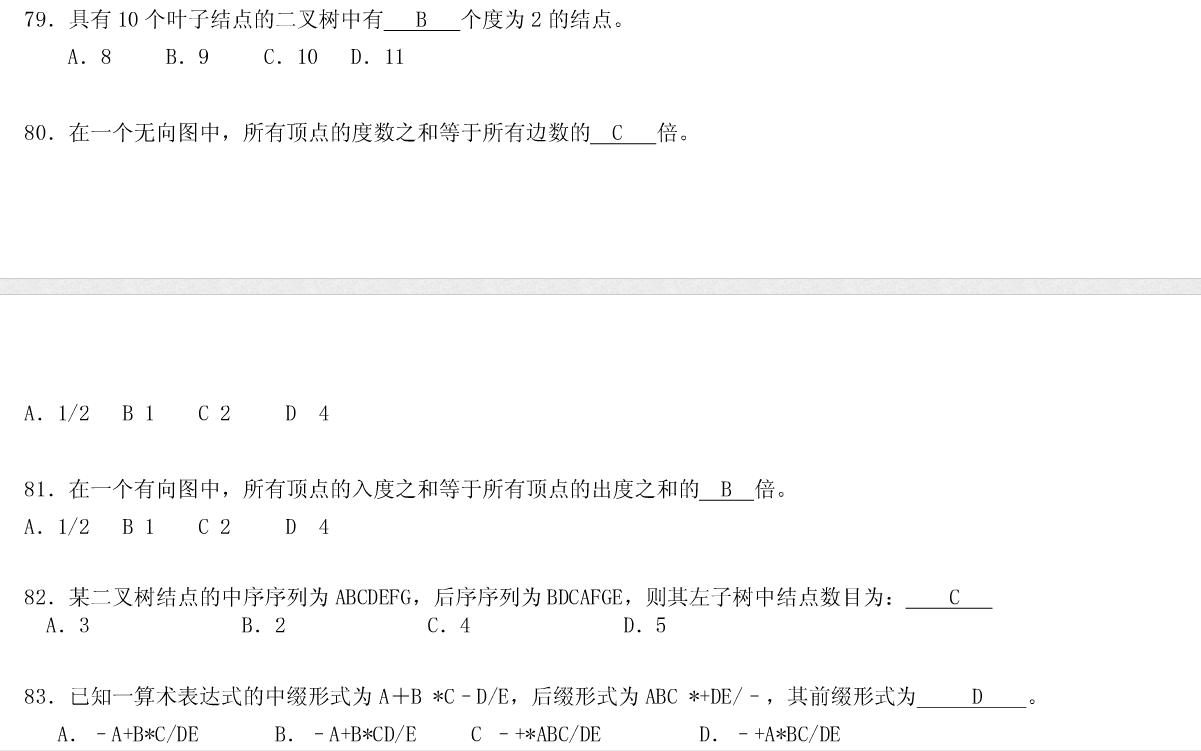 79．具有 10 个叶子结点的二叉树中有 B 个度为 2 的结点。
A．8 B．9 C．10 D．11
80．在一个无向图中，所有顶点的度数之和等于所有边数的 C 倍。
A．1/2 B 1 C 2 D 4
81．在一个有向图中，所有顶点的入度之和等于所有顶点的出度之和的 B 倍。
A．1/2 B 1 C 2 D 4
82．某二叉树结点的中序序列为 ABCDEFG，后序序列为 BDCAFGE，则其左子树中结点数目为： C
A．3 B．2 C．4 D．5
83．已知一算术表达式的中缀形式为 A＋B *C–D/E，后缀形式为 ABC *+DE/–，其前缀形式为 D 。
A．–A+B*C/DE B．–A+B*CD/E C –+*ABC/DE D．–+A*BC/DE